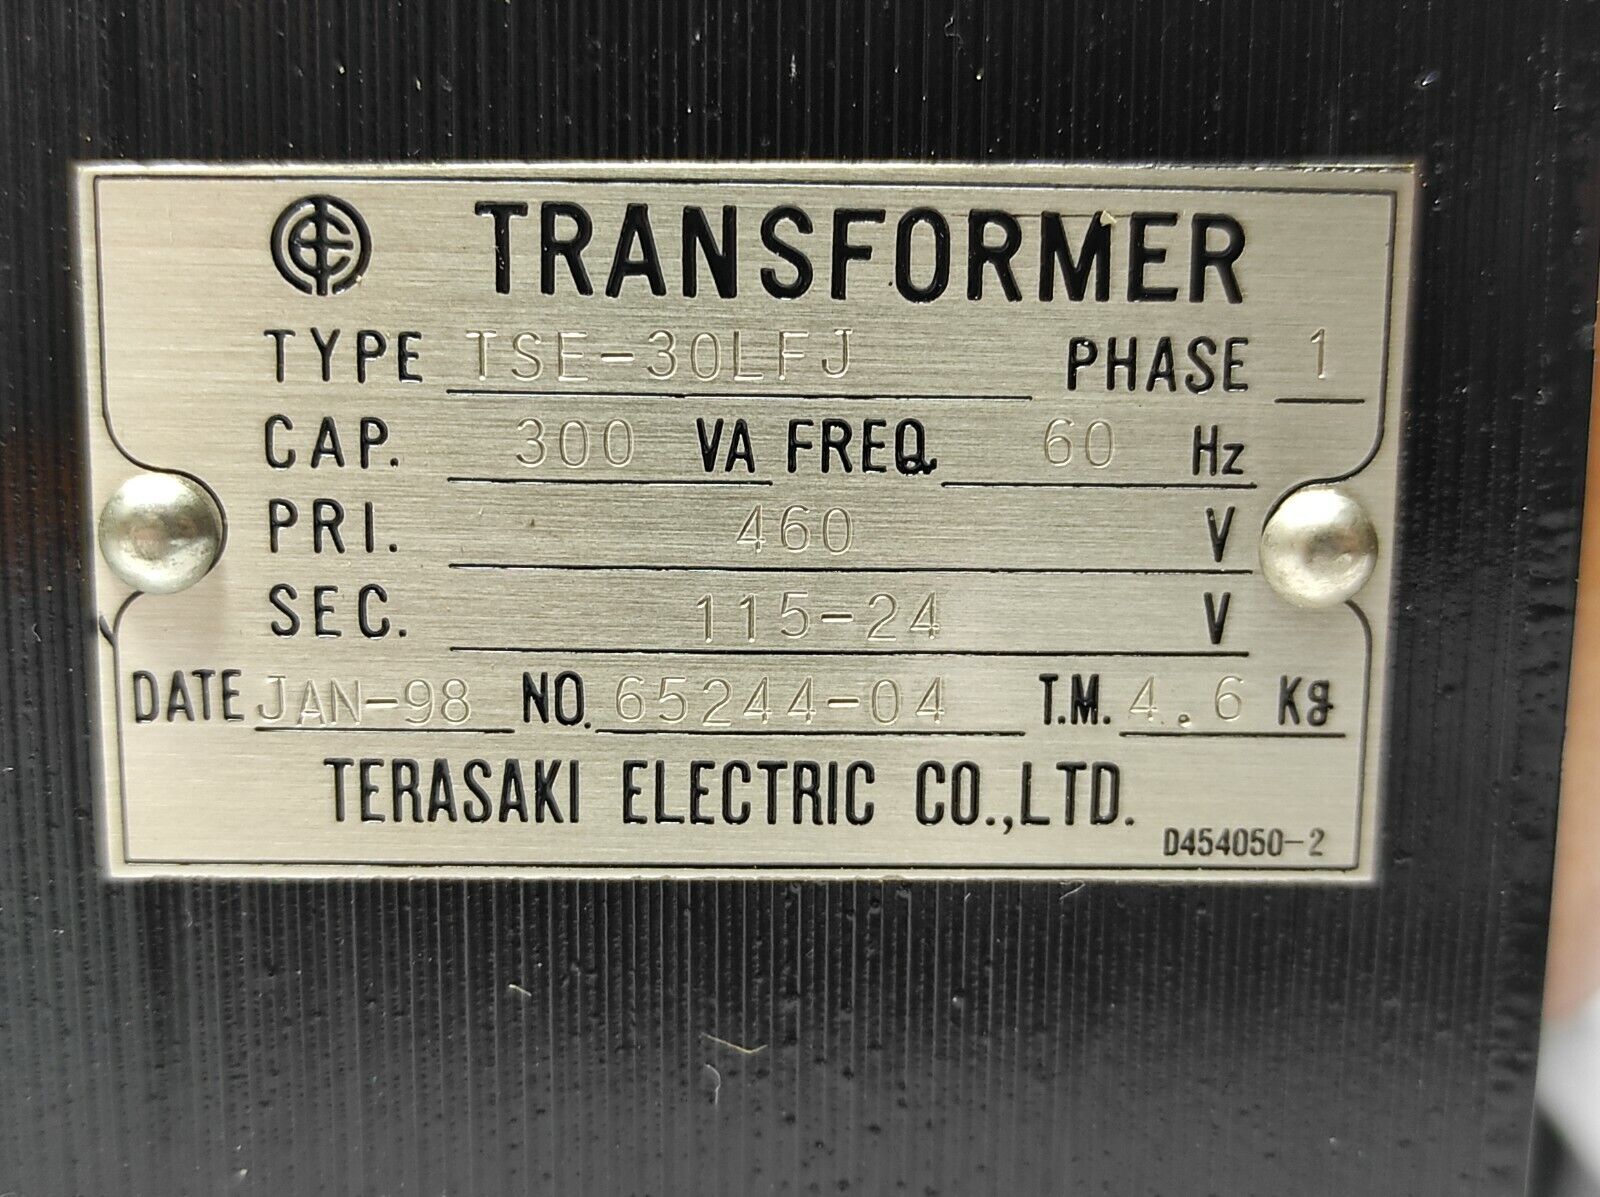 TEC TRANSFORMER
TYPE TSE-30LFJ PHASE 1
CAP. 300 VA FREQ. 60 Hz
PRI. 460 V
SEC. 115-24 V
DATE JAN-98 NO. 65244-04 T.M. 4.6 Kg
TERASAKI ELECTRIC CO.,LTD.
D454050-2